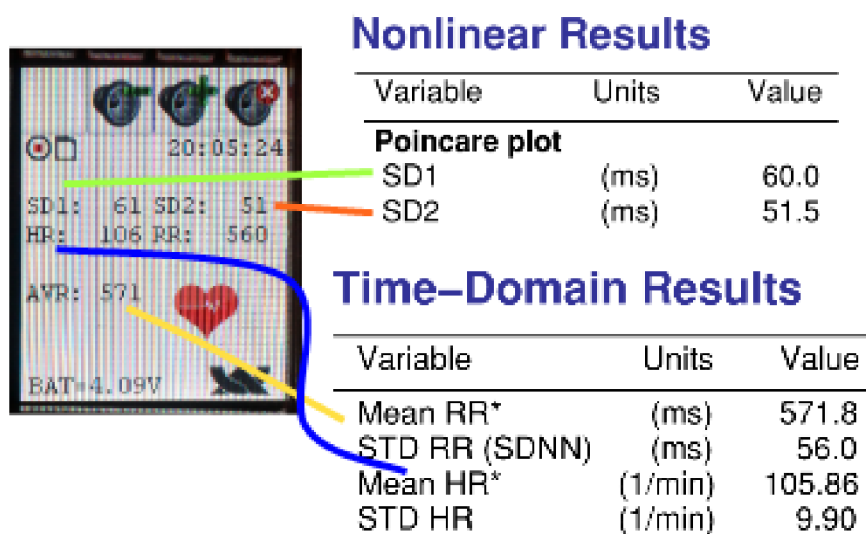 Nonlinear Results
Variable Units Value
Poincare plot
SD1 (ms) 60.0
SD2 (ms) 51.5
20:05:24
SD1: 61 SD2: 51
HR: 106 RR: 560
AVR: 571
BAT=4.09V
Time–Domain Results
Variable Units Value
Mean RR* (ms) 571.8
STD RR (SDNN) (ms) 56.0
Mean HR* (1/min) 105.86
STD HR (1/min) 9.90